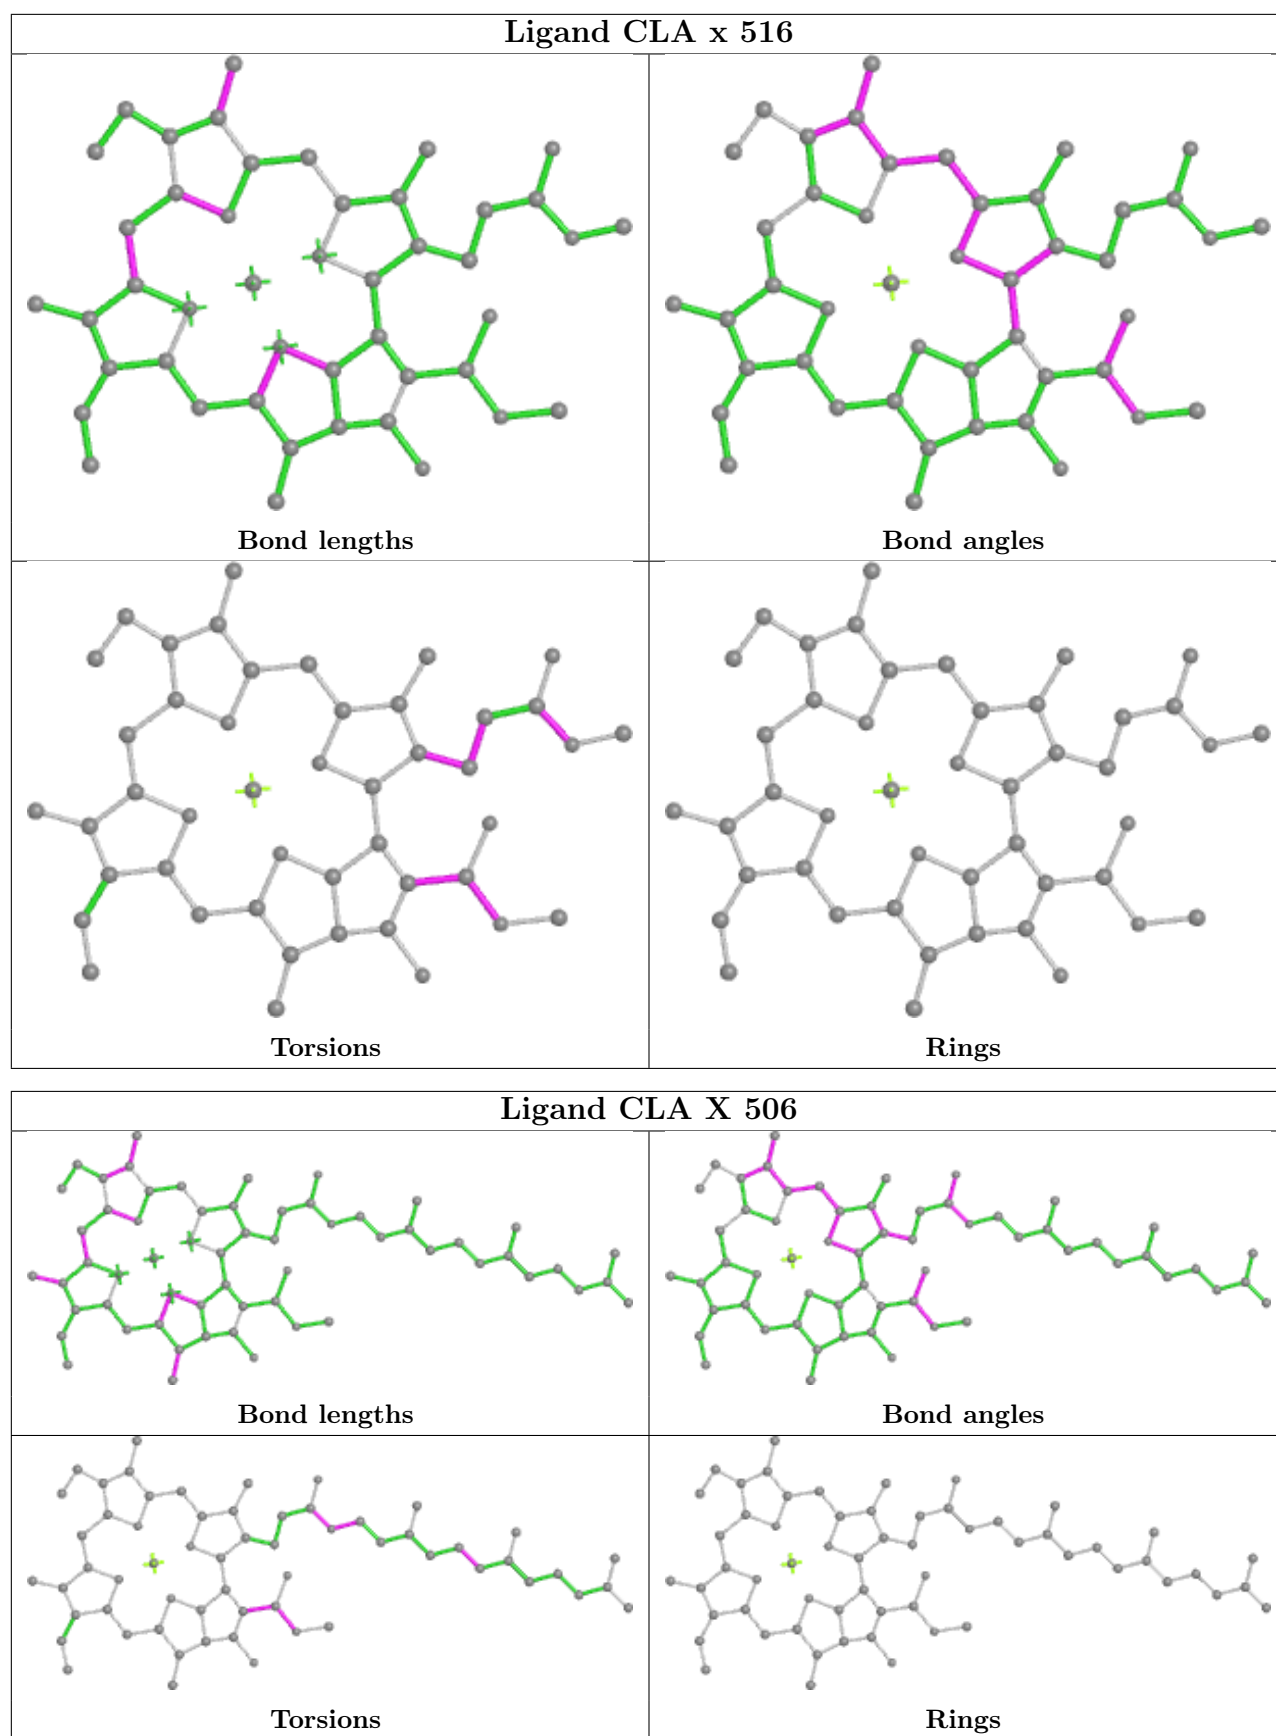 Ligand CLA x 516
Bond lengths
Bond angles
Torsions
Rings
Ligand CLA X 506
Bond lengths
Bond angles
Torsions
Rings